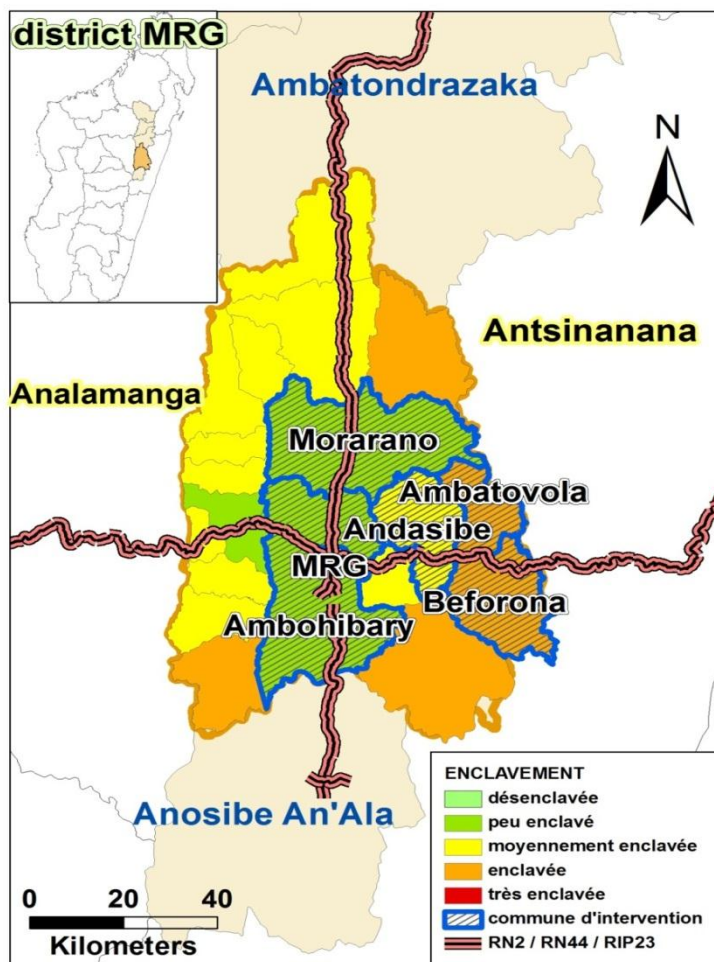 district MRG
Ambatondrazaka
N
Antsinanana
Analamanga
Morarano
Ambatovola
Andasibe
MRG
Beforona
Ambohibary
Anosibe An'Ala
ENCLAVEMENT
désenclavée
peu enclavé
moyennement enclavée
enclavée
très enclavée
commune d'intervention
RN2 / RN44 / RIP23
0 20 40
Kilometers